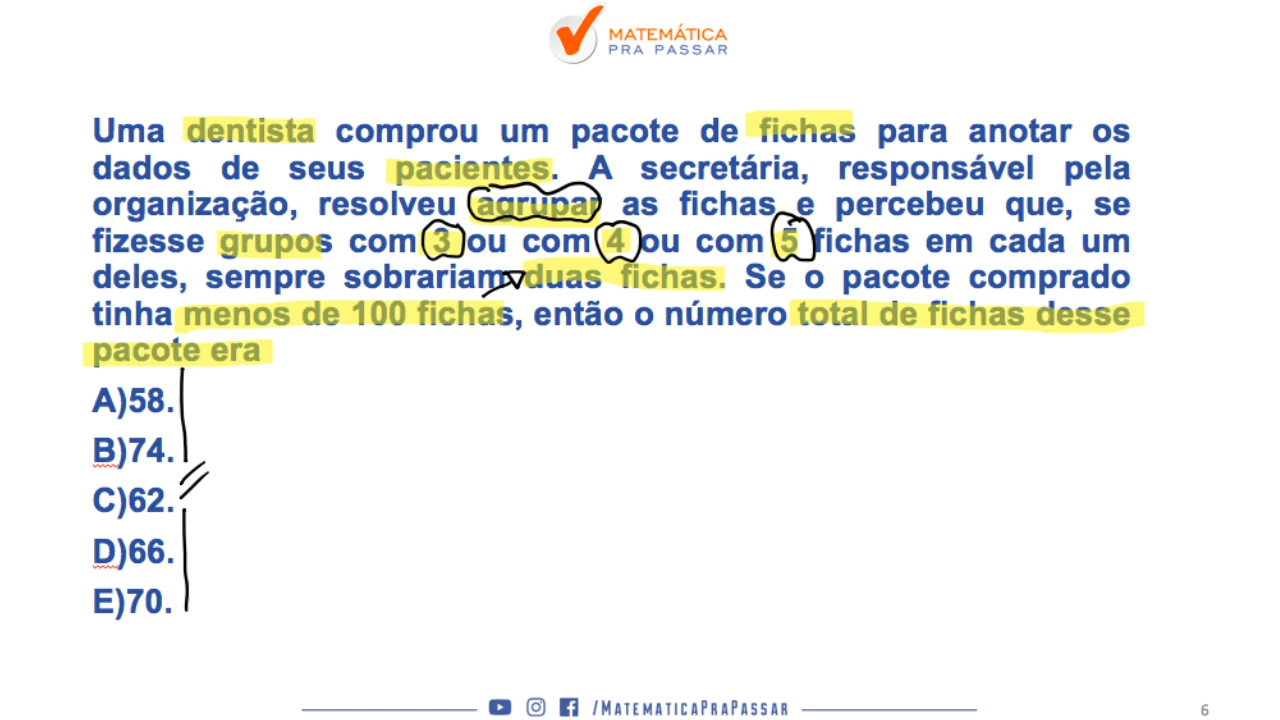 MATEMÁTICA
PRA PASSAR
Uma dentista comprou um pacote de fichas para anotar os
dados de seus pacientes. A secretária, responsável pela
organização, resolveu agrupar as fichas e percebeu que, se
fizesse grupos com 3 ou com 4 ou com 5 fichas em cada um
deles, sempre sobrariam duas fichas. Se o pacote comprado
tinha menos de 100 fichas, então o número total de fichas desse
pacote era
A)58.
B)74.
C)62.
D)66.
E)70.
/MATEMATICAPRAPASSAR
6